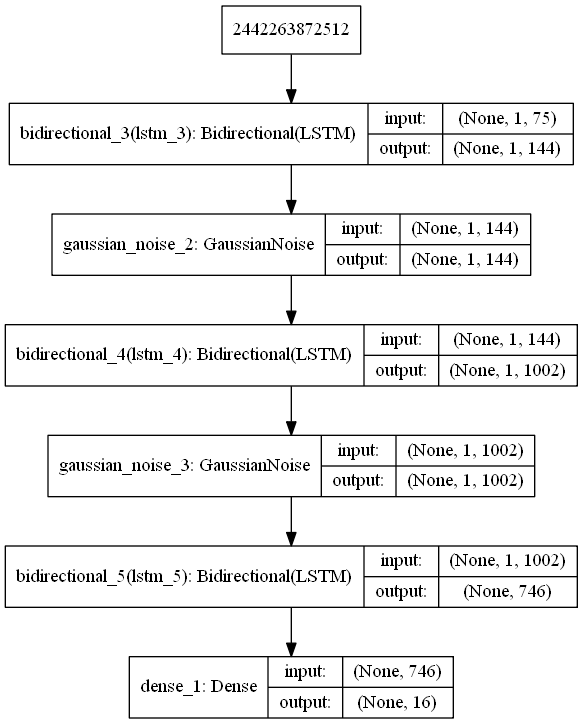 2442263872512
bidirectional_3(lstm_3): Bidirectional(LSTM)
input: (None, 1, 75)
output: (None, 1, 144)
gaussian_noise_2: GaussianNoise
input: (None, 1, 144)
output: (None, 1, 144)
bidirectional_4(lstm_4): Bidirectional(LSTM)
input: (None, 1, 144)
output: (None, 1, 1002)
gaussian_noise_3: GaussianNoise
input: (None, 1, 1002)
output: (None, 1, 1002)
bidirectional_5(lstm_5): Bidirectional(LSTM)
input: (None, 1, 1002)
output: (None, 746)
dense_1: Dense
input: (None, 746)
output: (None, 16)